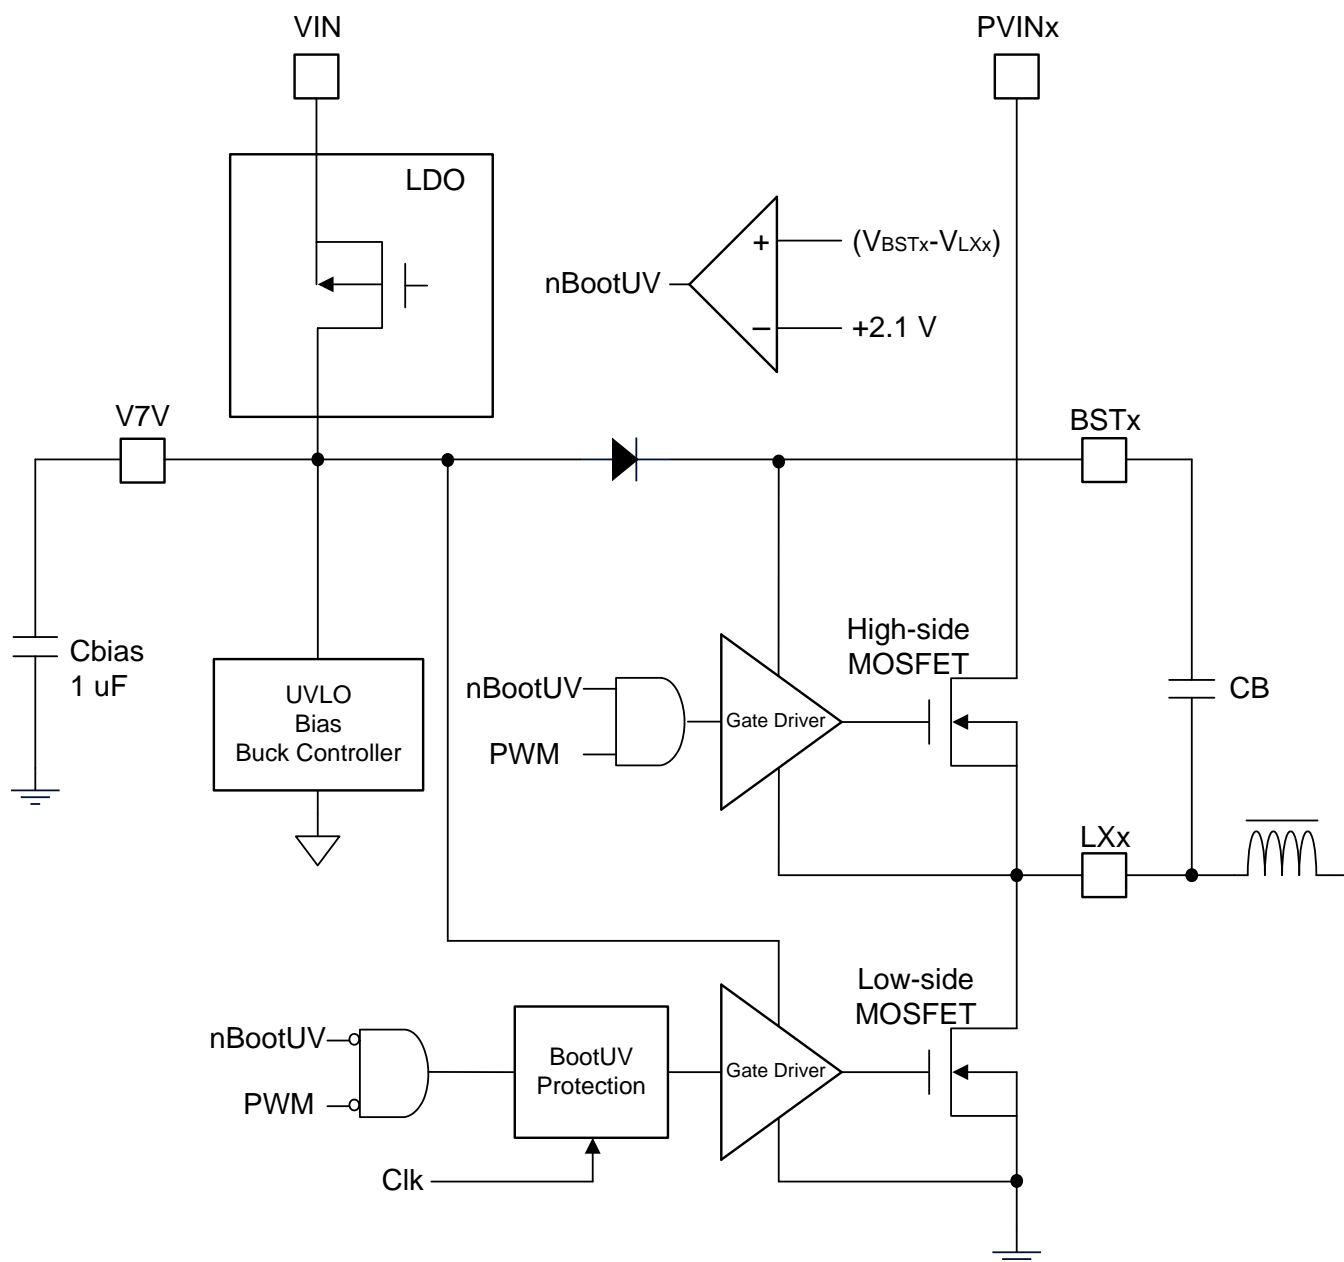 VIN
PVINx
LDO
+
(VBSTx-VLXx)
nBootUV
−
+2.1 V
V7V
BSTx
Cbias
1 uF
UVLO
Bias
Buck Controller
nBootUV
PWM
Gate Driver
High-side
MOSFET
CB
LXx
nBootUV
PWM
BootUV
Protection
Clk
Gate Driver
Low-side
MOSFET